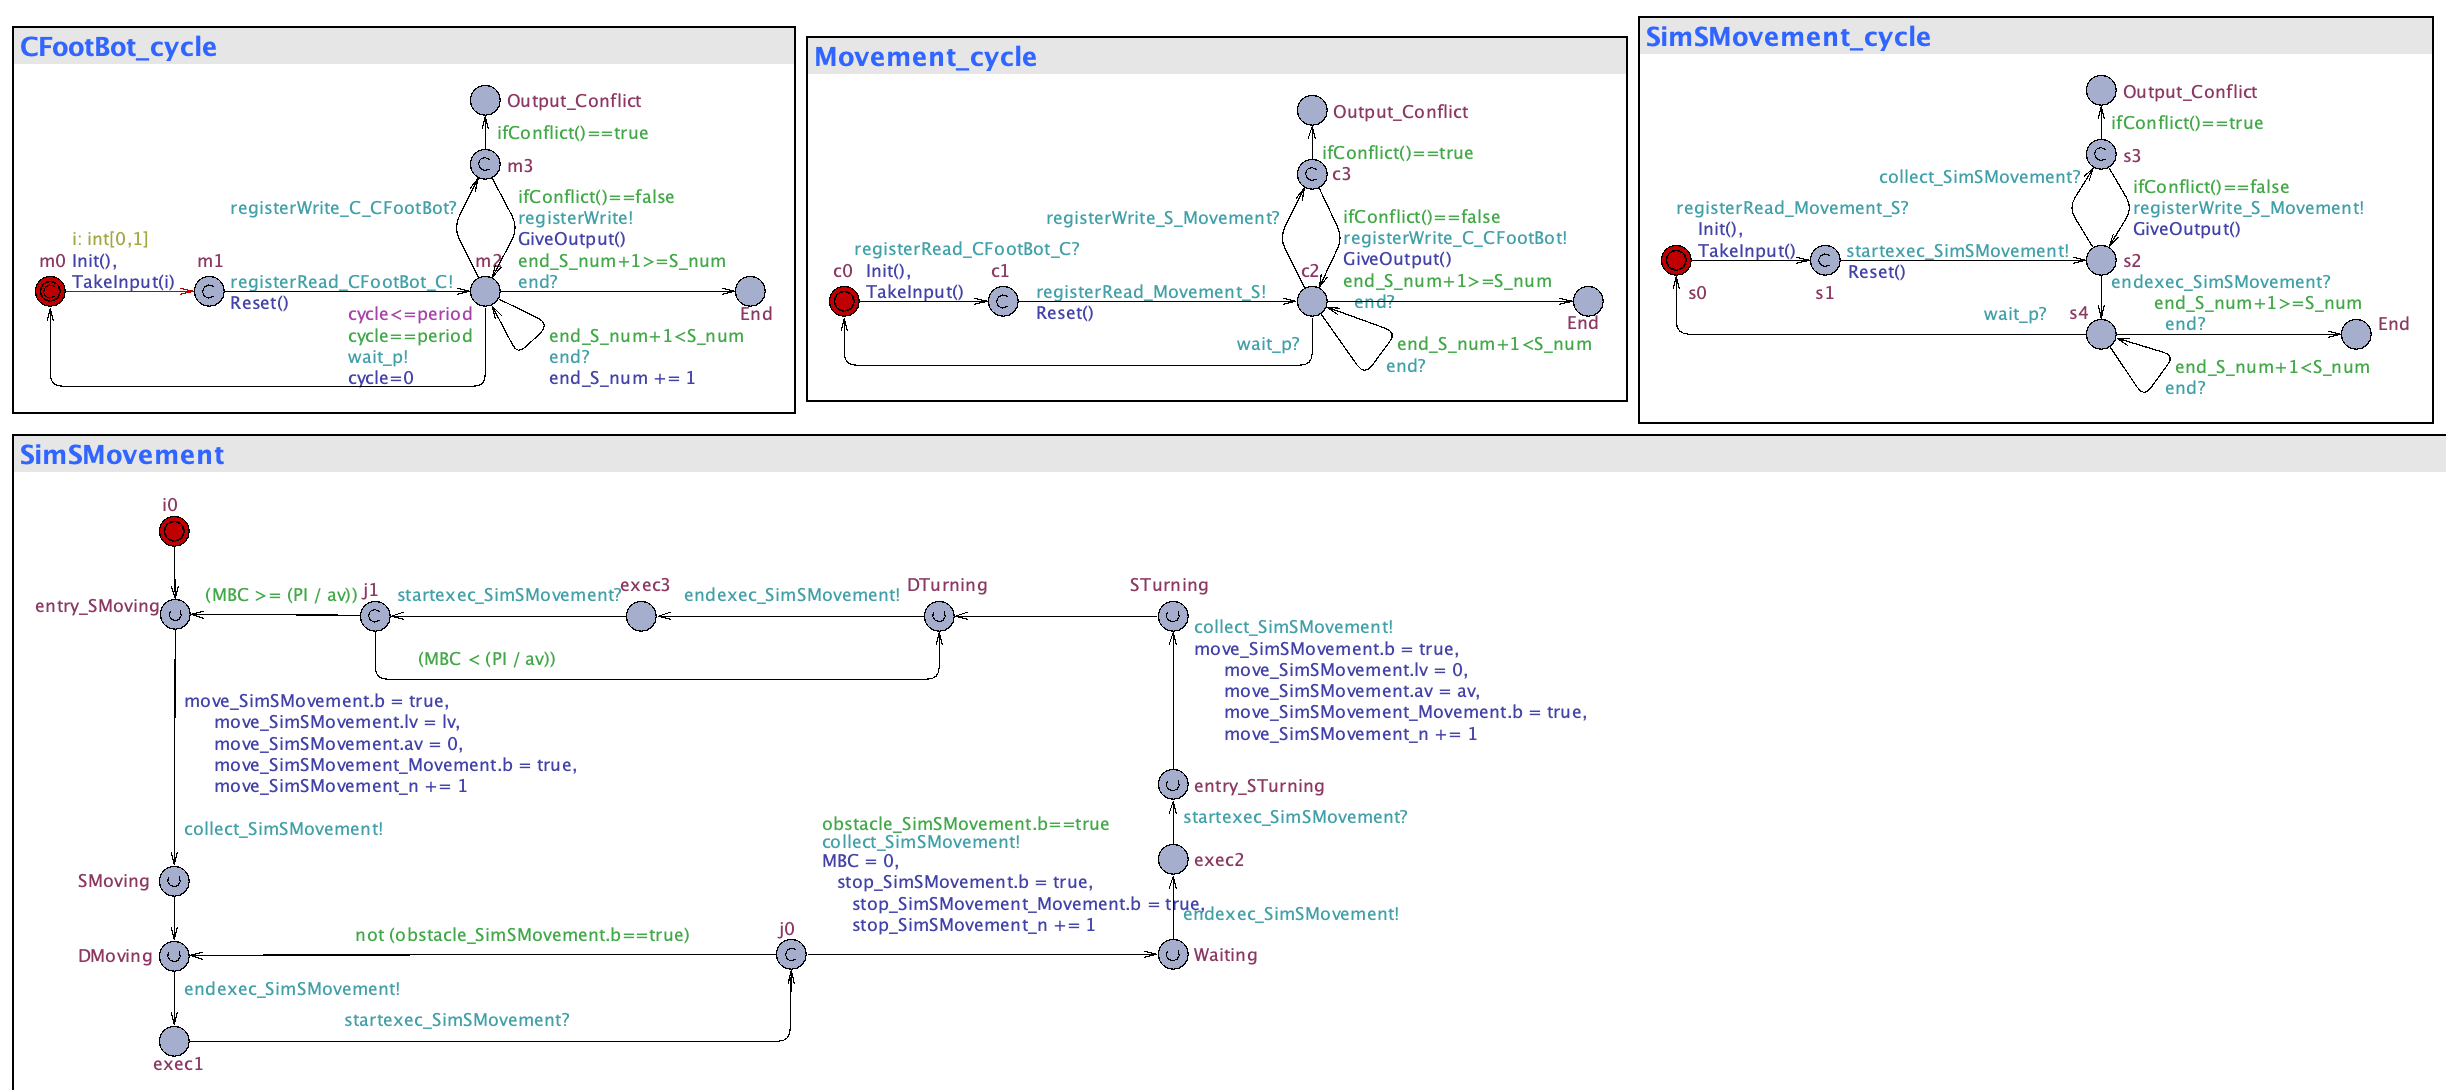 CFootBot_cycle
Output_Conflict
ifConflict()==true
C
m3
registerWrite_C_CFootBot?
ifConflict()==false
registerWrite!
GiveOutput()
end_S_num+1>=S_num
end?
i: int[0,1]
m0
Init(),
TakeInput(i)
m1
C
registerRead_CFootBot_C!
Reset()
m2
End
cycle<=period
cycle==period
wait_p!
cycle=0
end_S_num+1<S_num
end?
end_S_num += 1
Movement_cycle
Output_Conflict
ifConflict()==true
C
c3
registerWrite_S_Movement?
ifConflict()==false
registerWrite_C_CFootBot!
GiveOutput()
end_S_num+1>=S_num
end?
registerRead_CFootBot_C?
c0
Init(),
TakeInput()
c1
C
registerRead_Movement_S!
Reset()
c2
End
wait_p?
end_S_num+1<S_num
end?
SimSMovement_cycle
Output_Conflict
ifConflict()==true
C
s3
collect_SimSMovement?
ifConflict()==false
registerWrite_S_Movement!
GiveOutput()
registerRead_Movement_S?
Init(),
TakeInput()
s0
C
s1
startexec_SimSMovement!
Reset()
s2
endexec_SimSMovement?
end_S_num+1>=S_num
end?
s4
End
wait_p?
end_S_num+1<S_num
end?
SimSMovement
i0
entry_SMoving
(MBC >= (PI / av))
j1
C
startexec_SimSMovement?
exec3
endexec_SimSMovement!
DTurning
STurning
(MBC < (PI / av))
collect_SimSMovement!
move_SimSMovement.b = true,
move_SimSMovement.lv = 0,
move_SimSMovement.av = av,
move_SimSMovement_Movement.b = true,
move_SimSMovement_n += 1
move_SimSMovement.b = true,
move_SimSMovement.lv = lv,
move_SimSMovement.av = 0,
move_SimSMovement_Movement.b = true,
move_SimSMovement_n += 1
collect_SimSMovement!
entry_STurning
startexec_SimSMovement?
obstacle_SimSMovement.b==true
collect_SimSMovement!
MBC = 0,
stop_SimSMovement.b = true,
stop_SimSMovement_Movement.b = true,
stop_SimSMovement_n += 1
exec2
endexec_SimSMovement!
SMoving
not (obstacle_SimSMovement.b==true)
j0
C
DMoving
Waiting
endexec_SimSMovement!
startexec_SimSMovement?
exec1